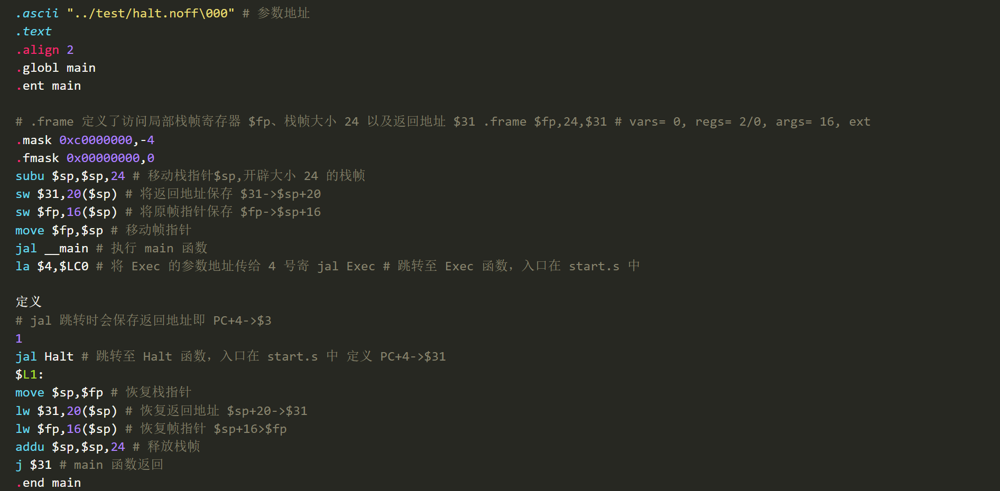 .ascii "../test/halt.noff\000" # 参数地址
.text
.align 2
.globl main
.ent main
# .frame 定义了访问局部栈帧寄存器 $fp、栈帧大小 24 以及返回地址 $31 .frame $fp,24,$31 # vars= 0, regs= 2/0, args= 16, ext
.mask 0xc0000000,-4
.fmask 0x00000000,0
subu $sp,$sp,24 # 移动栈指针$sp,开辟大小 24 的栈帧
sw $31,20($sp) # 将返回地址保存 $31->$sp+20
sw $fp,16($sp) # 将原帧指针保存 $fp->$sp+16
move $fp,$sp # 移动帧指针
jal __main # 执行 main 函数
la $4,$LC0 # 将 Exec 的参数地址传给 4 号寄 jal Exec # 跳转至 Exec 函数，入口在 start.s 中
定义
# jal 跳转时会保存返回地址即 PC+4->$3
1
jal Halt # 跳转至 Halt 函数，入口在 start.s 中 定义 PC+4->$31
$L1:
move $sp,$fp # 恢复栈指针
lw $31,20($sp) # 恢复返回地址 $sp+20->$31
lw $fp,16($sp) # 恢复帧指针 $sp+16>$fp
addu $sp,$sp,24 # 释放栈帧
j $31 # main 函数返回
.end main